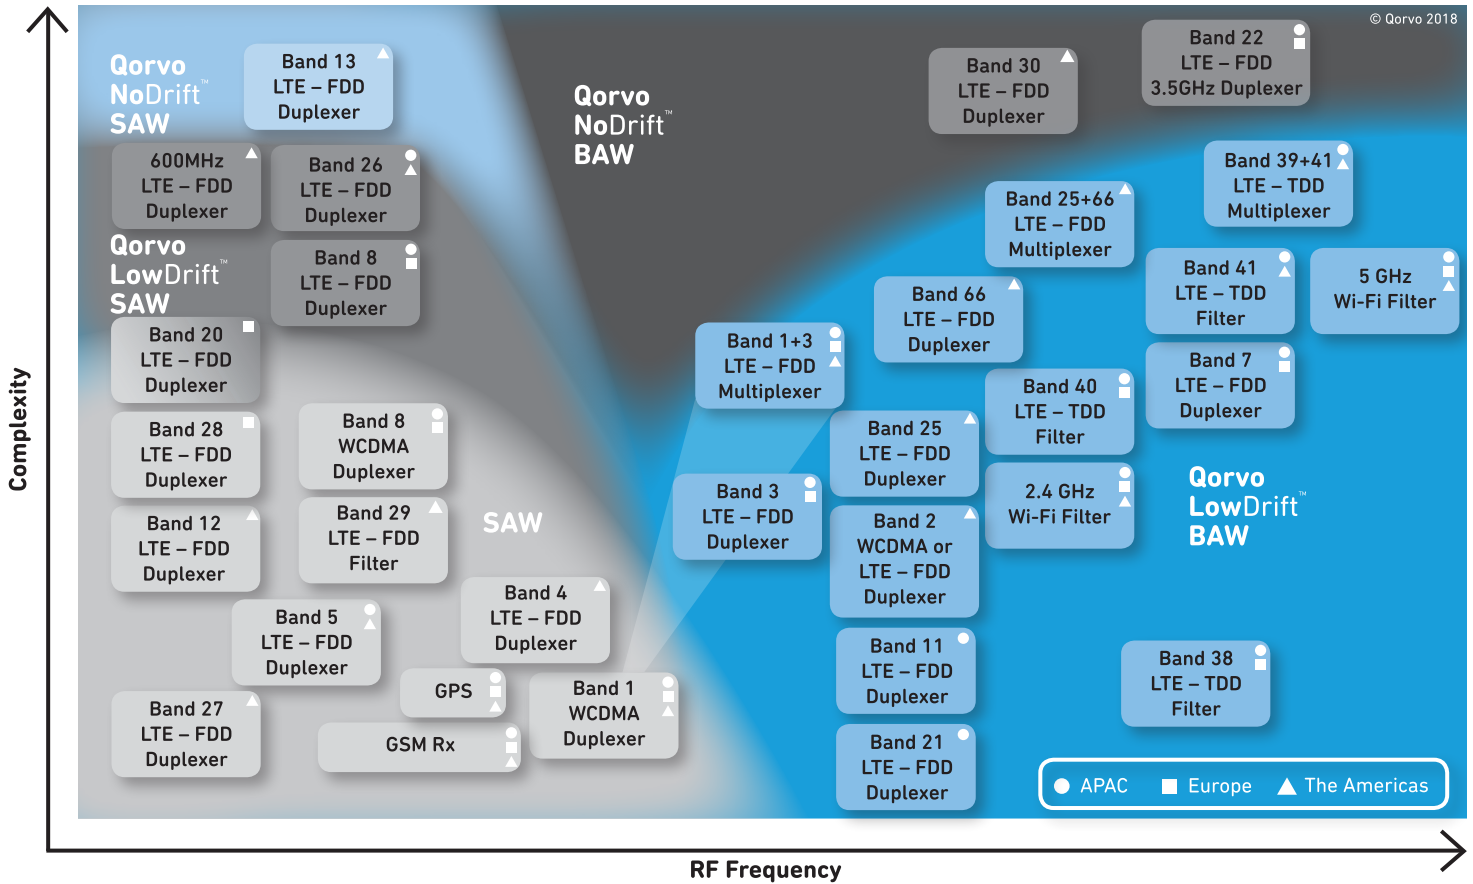 © Qorvo 2018
Qorvo
NoDrift™
SAW
Band 13
LTE – FDD
Duplexer
Qorvo
NoDrift™
BAW
Band 30
LTE – FDD
Duplexer
Band 22
LTE – FDD
3.5GHz Duplexer
600MHz
LTE – FDD
Duplexer
Band 26
LTE – FDD
Duplexer
Band 25+66
LTE – FDD
Multiplexer
Band 39+41
LTE – TDD
Multiplexer
Qorvo
LowDrift™
SAW
Band 8
LTE – FDD
Duplexer
Band 66
LTE – FDD
Duplexer
Band 41
LTE – TDD
Filter
5 GHz
Wi-Fi Filter
Band 20
LTE – FDD
Duplexer
Band 1+3
LTE – FDD
Multiplexer
Band 40
LTE – TDD
Filter
Band 7
LTE – FDD
Duplexer
Band 28
LTE – FDD
Duplexer
Band 8
WCDMA
Duplexer
Band 25
LTE – FDD
Duplexer
Band 12
LTE – FDD
Duplexer
Band 29
LTE – FDD
Filter
SAW
Band 3
LTE – FDD
Duplexer
Band 2
WCDMA or
LTE – FDD
Duplexer
2.4 GHz
Wi-Fi Filter
Qorvo
LowDrift™
BAW
Band 5
LTE – FDD
Duplexer
Band 4
LTE – FDD
Duplexer
Band 11
LTE – FDD
Duplexer
Band 38
LTE – TDD
Filter
Band 27
LTE – FDD
Duplexer
GPS
GSM Rx
Band 1
WCDMA
Duplexer
Band 21
LTE – FDD
Duplexer
APAC Europe The Americas
Complexity
RF Frequency